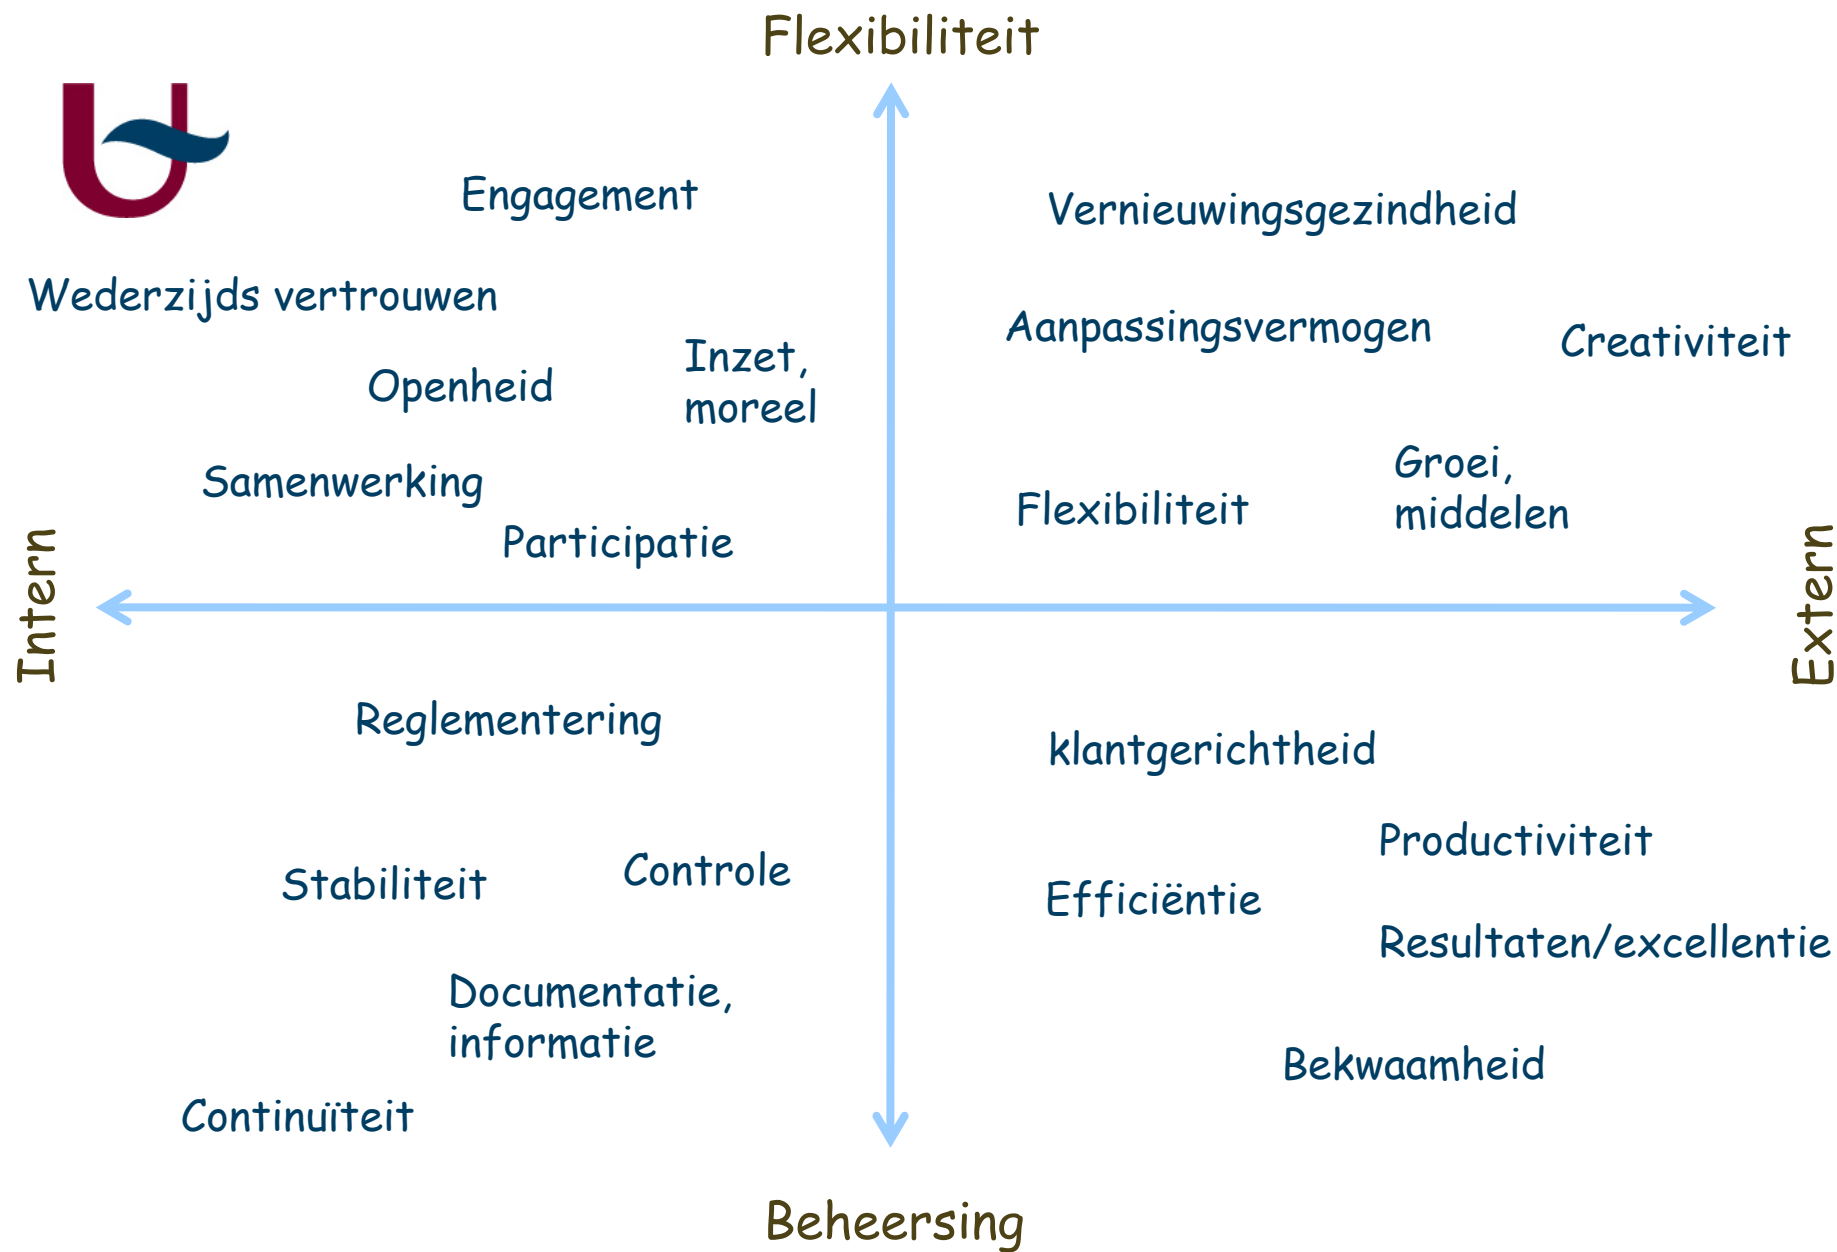 Flexibiliteit
Engagement
Vernieuwingsgezindheid
Wederzijds vertrouwen
Aanpassingsvermogen
Creativiteit
Inzet,
moreel
Openheid
Groei,
middelen
Samenwerking
Flexibiliteit
Participatie
Intern
Extern
Reglementering
klantgerichtheid
Productiviteit
Controle
Stabiliteit
Efficiëntie
Resultaten/excellentie
Documentatie,
informatie
Bekwaamheid
Continuïteit
Beheersing